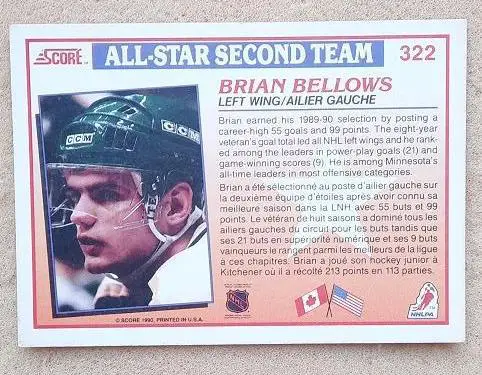 SCORE ALL-STAR SECOND TEAM 322
BRIAN BELLOWS
LEFT WING/AILIER GAUCHE
CCM
CCM
Brian earned his 1989-90 selection by posting a
career-high 55 goals and 99 points. The eight-year
veteran's goal total led all NHL left wings and he rank-
ed among the leaders in power-play goals (21) and
game-winning scores (9). He is among Minnesota's
all-time leaders in most offensive categories.
Brian a été sélectionné au poste d'ailier gauche sur
la deuxième équipe d'étoiles après avoir connu sa
meilleure saison dans la LNH avec 55 buts et 99
points. Le vétéran de huit saisons a dominé tous les
ailiers gauches du circuit pour les buts tandis que
ses 21 buts en superiorité numérique et ses 9 buts
vainqueurs le rangent parmi les meilleurs de la ligue
à ces chapitres. Brian a joué son hockey junior à
Kitchener où il a récolté 213 points en 113 parties.
© SCORE 1990, PRINTED IN U.S.A.
NHL
NHLPA